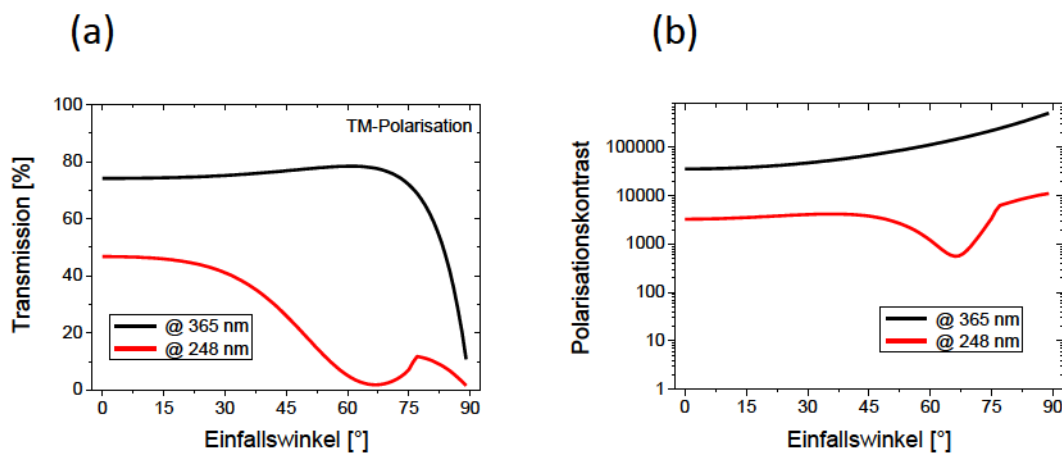 (a)
(b)
100
80
60
40
20
0
Transmission [%]
TM-Polarisation
@ 365 nm
@ 248 nm
0 15 30 45 60 75 90
Einfallswinkel [°]
100000
10000
1000
100
10
1
Polarisationskontrast
@ 365 nm
@ 248 nm
0 15 30 45 60 75 90
Einfallswinkel [°]